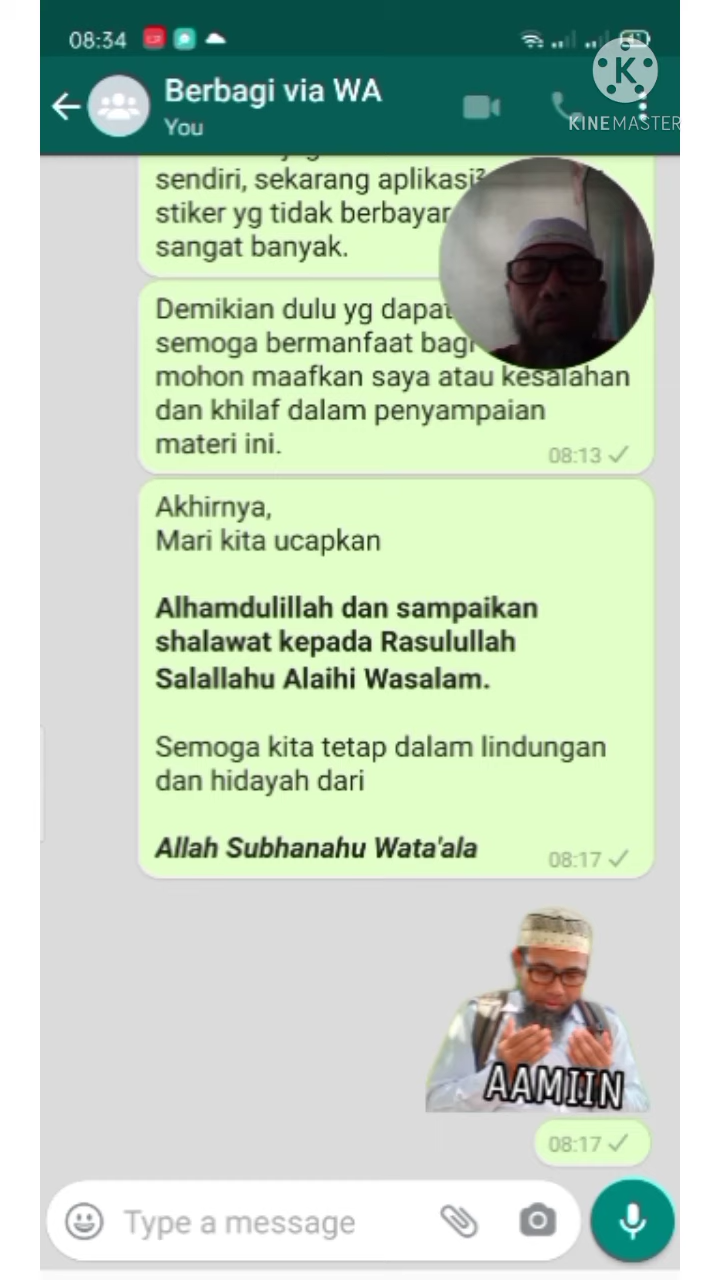 08:34
K
KINEMASTER
Berbagi via WA
You
sendiri, sekarang aplikasi²
stiker yg tidak berbayar
sangat banyak.
Demikian dulu yg dapat
semoga bermanfaat bagi
mohon maafkan saya atau kesalahan
dan khilaf dalam penyampaian
materi ini.
08:13
Akhirnya,
Mari kita ucapkan
Alhamdulillah dan sampaikan
shalawat kepada Rasulullah
Salallahu Alaihi Wasalam.
Semoga kita tetap dalam lindungan
dan hidayah dari
Allah Subhanahu Wata'ala
08:17
AAMIIN
08:17
Type a message